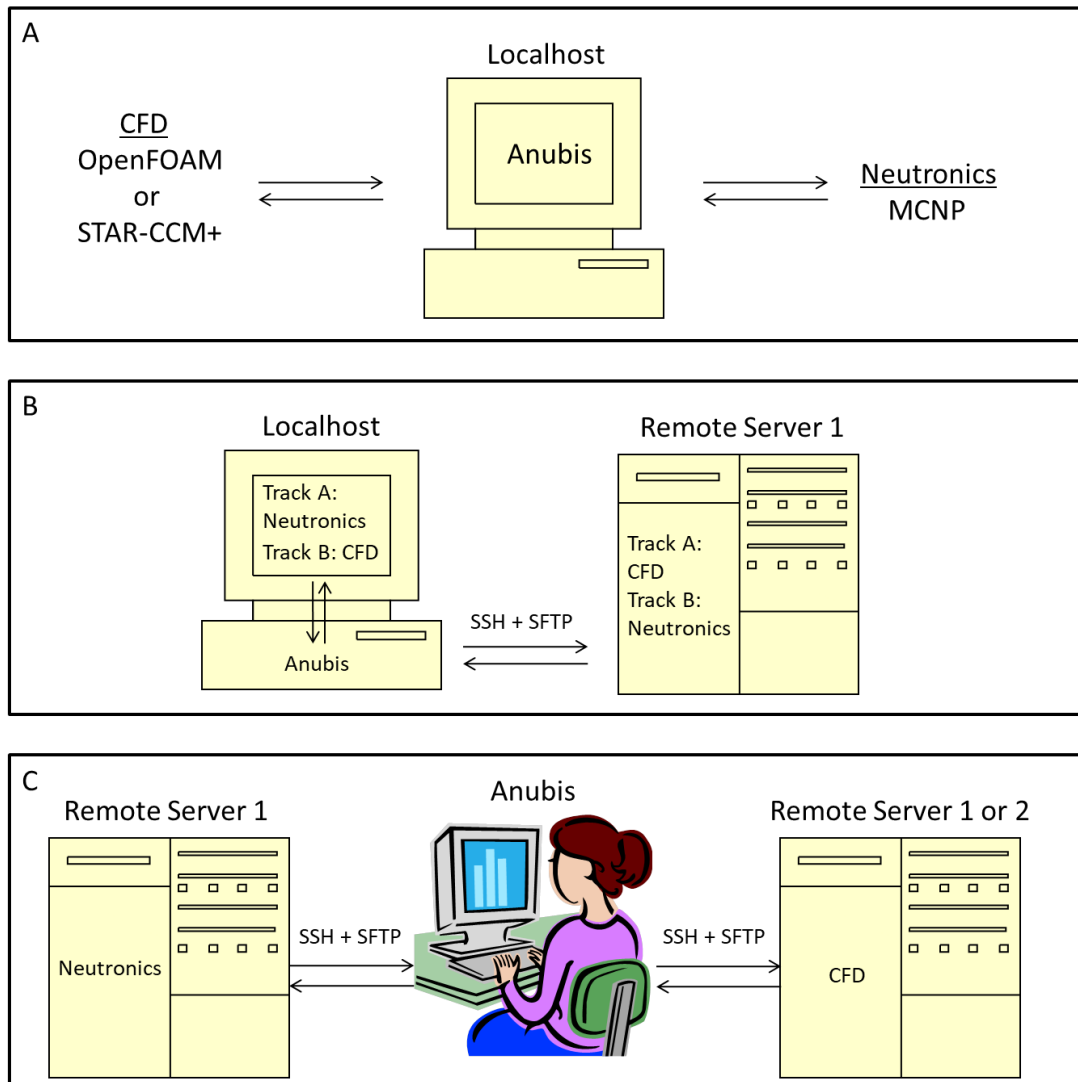 A
Localhost
CFD
OpenFOAM
or
STAR-CCM+
Anubis
Neutronics
MCNP
B
Localhost
Track A:
Neutronics
Track B: CFD
Anubis
SSH + SFTP
Remote Server 1
Track A:
CFD
Track B:
Neutronics
C
Remote Server 1
Neutronics
SSH + SFTP
Anubis
SSH + SFTP
Remote Server 1 or 2
CFD